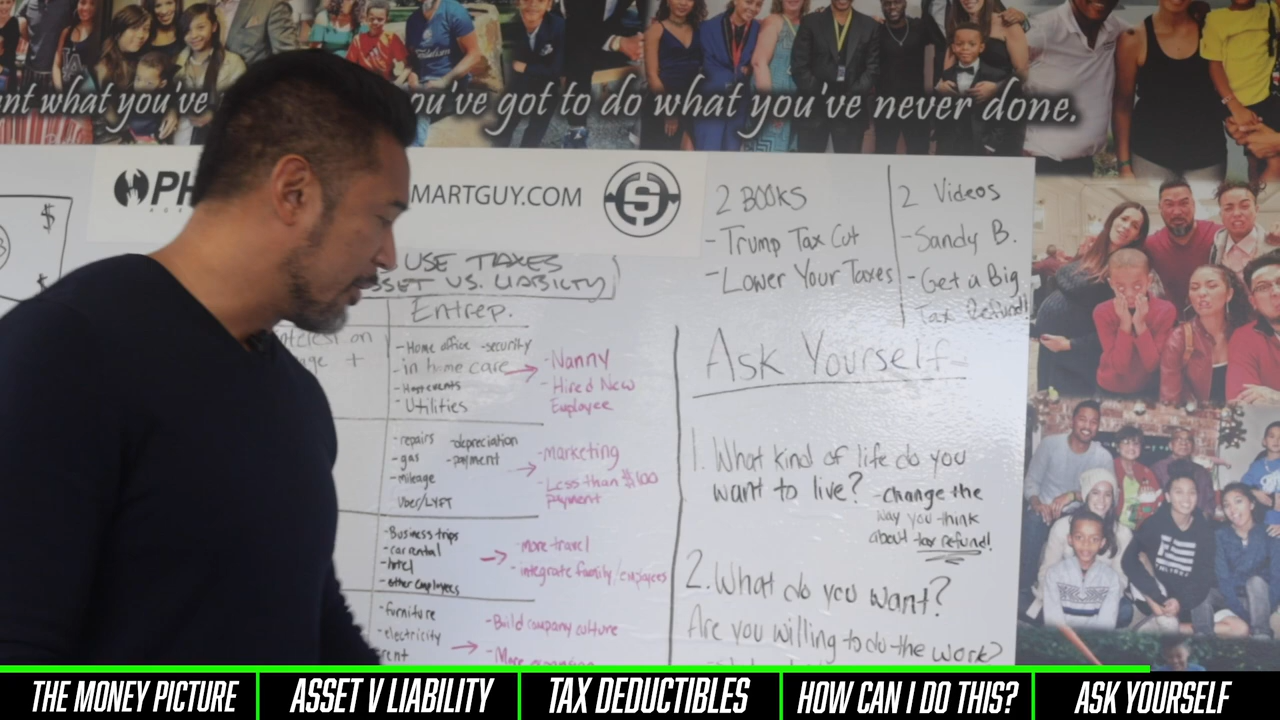 nt what you've
ou've got to do what you've never done.
PH
MARTGUY.COM
$
USE TAXES
SSET VS. LIABILITY
Entrep.
- Home office - security
- in home care
- Host events
- Utilities
- Nanny
- Hired New
Employee
- repairs - depreciation
- gas - payment
- mileage
Uber/LYFT
- Marketing
- Less than $100
payment
- Business trips
- car rental
- hotel
- other employees
- more travel
- integrate family/employees
- furniture
- electricity
rent
- Build company culture
- More
2 BOOKS
- Trump Tax Cut
- Lower Your Taxes
2 Videos
- Sandy B.
- Get a Big
Tax Refund!
Ask Yourself
1. What kind of life do you
want to live? - change the
way you think
about tax refund!
2. What do you want?
Are you willing to do the work?
THE MONEY PICTURE
ASSET V LIABILITY
TAX DEDUCTIBLES
HOW CAN I DO THIS?
ASK YOURSELF